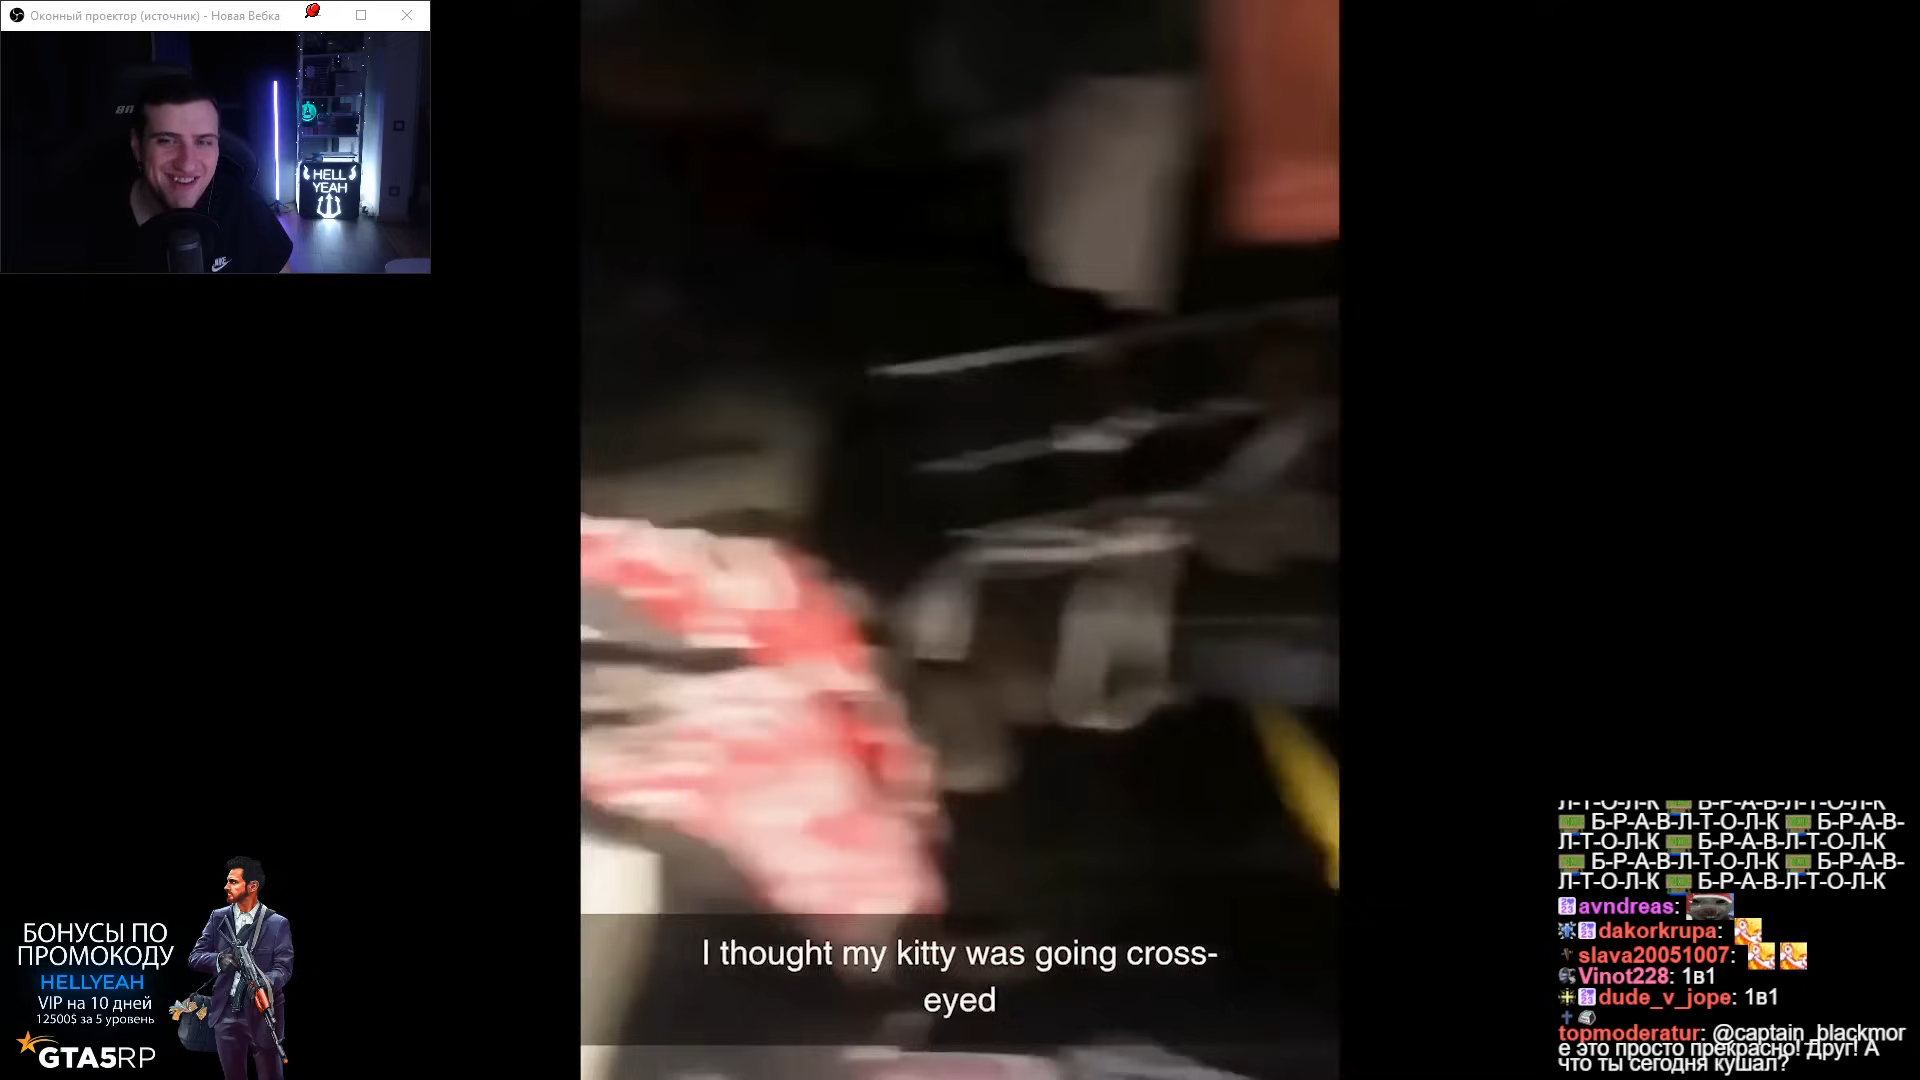 Оконный проектор (источник) - Новая Вебка
HELL
YEAH
I thought my kitty was going cross-
eyed
БОНУСЫ ПО
ПРОМОКОДУ
HELLYEAH
VIP на 10 дней
12500$ за 5 уровень
GTA5RP
Л-Т-О-Л-К Б-Р-А-В-Л-Т-О-Л-К
Б-Р-А-В-Л-Т-О-Л-К Б-Р-А-В-
Л-Т-О-Л-К Б-Р-А-В-Л-Т-О-Л-К
Б-Р-А-В-Л-Т-О-Л-К Б-Р-А-В-
Л-Т-О-Л-К Б-Р-А-В-Л-Т-О-Л-К
avndreas:
dakorkrupa:
slava20051007:
Vinot228: 1в1
dude_v_jope: 1в1
topmoderatur: @captain_blackmor
е это просто прекрасно! Друг! А
что ты сегодня кушал?